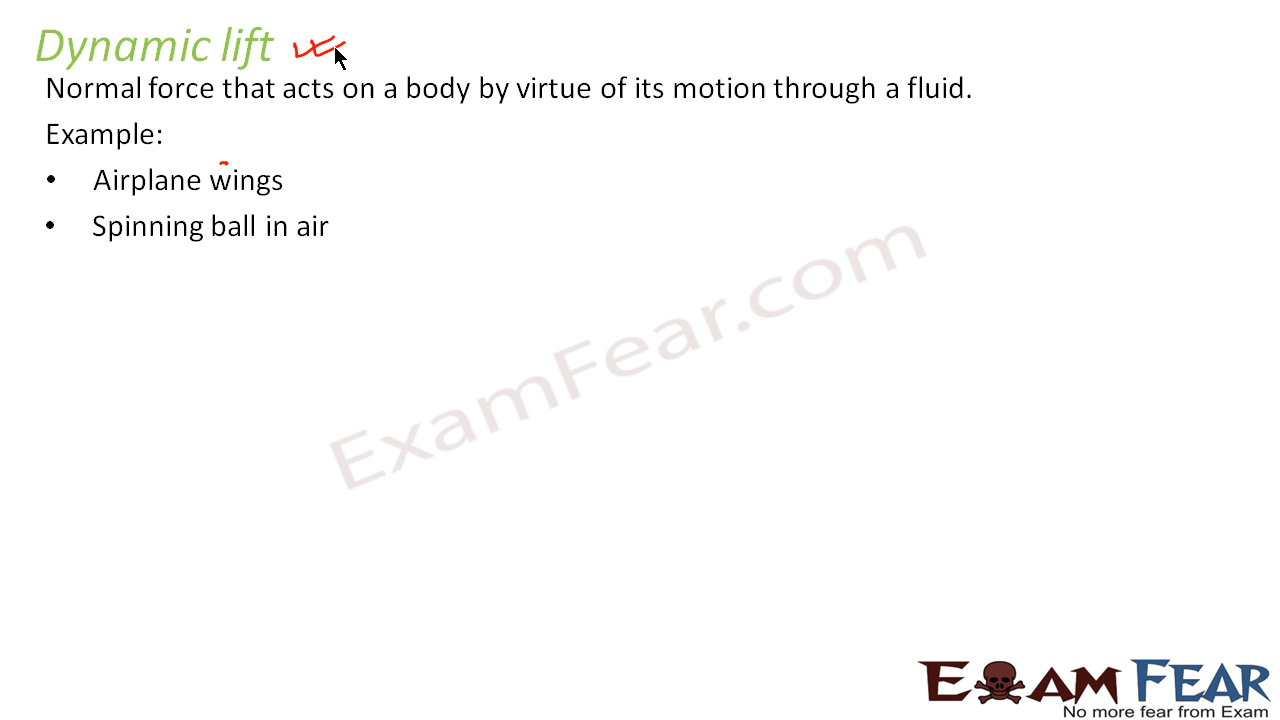 Dynamic lift
Normal force that acts on a body by virtue of its motion through a fluid.
Example:
• Airplane wings
• Spinning ball in air
ExamFear.com
EXAM FEAR
No more fear from Exam